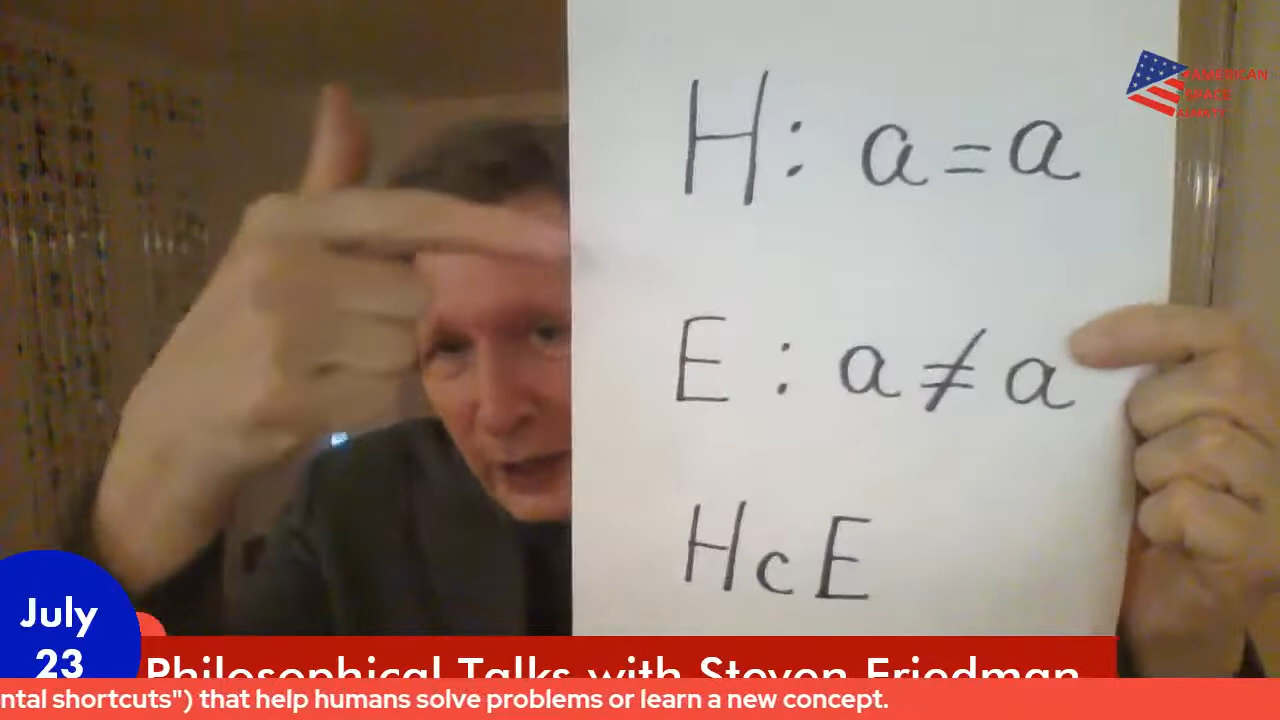 H: a = a
E: a ≠ a
HcE
AMERICAN
SPACE
July
23
Philosophical Talks with Steven Friedman
ntal shortcuts") that help humans solve problems or learn a new concept.